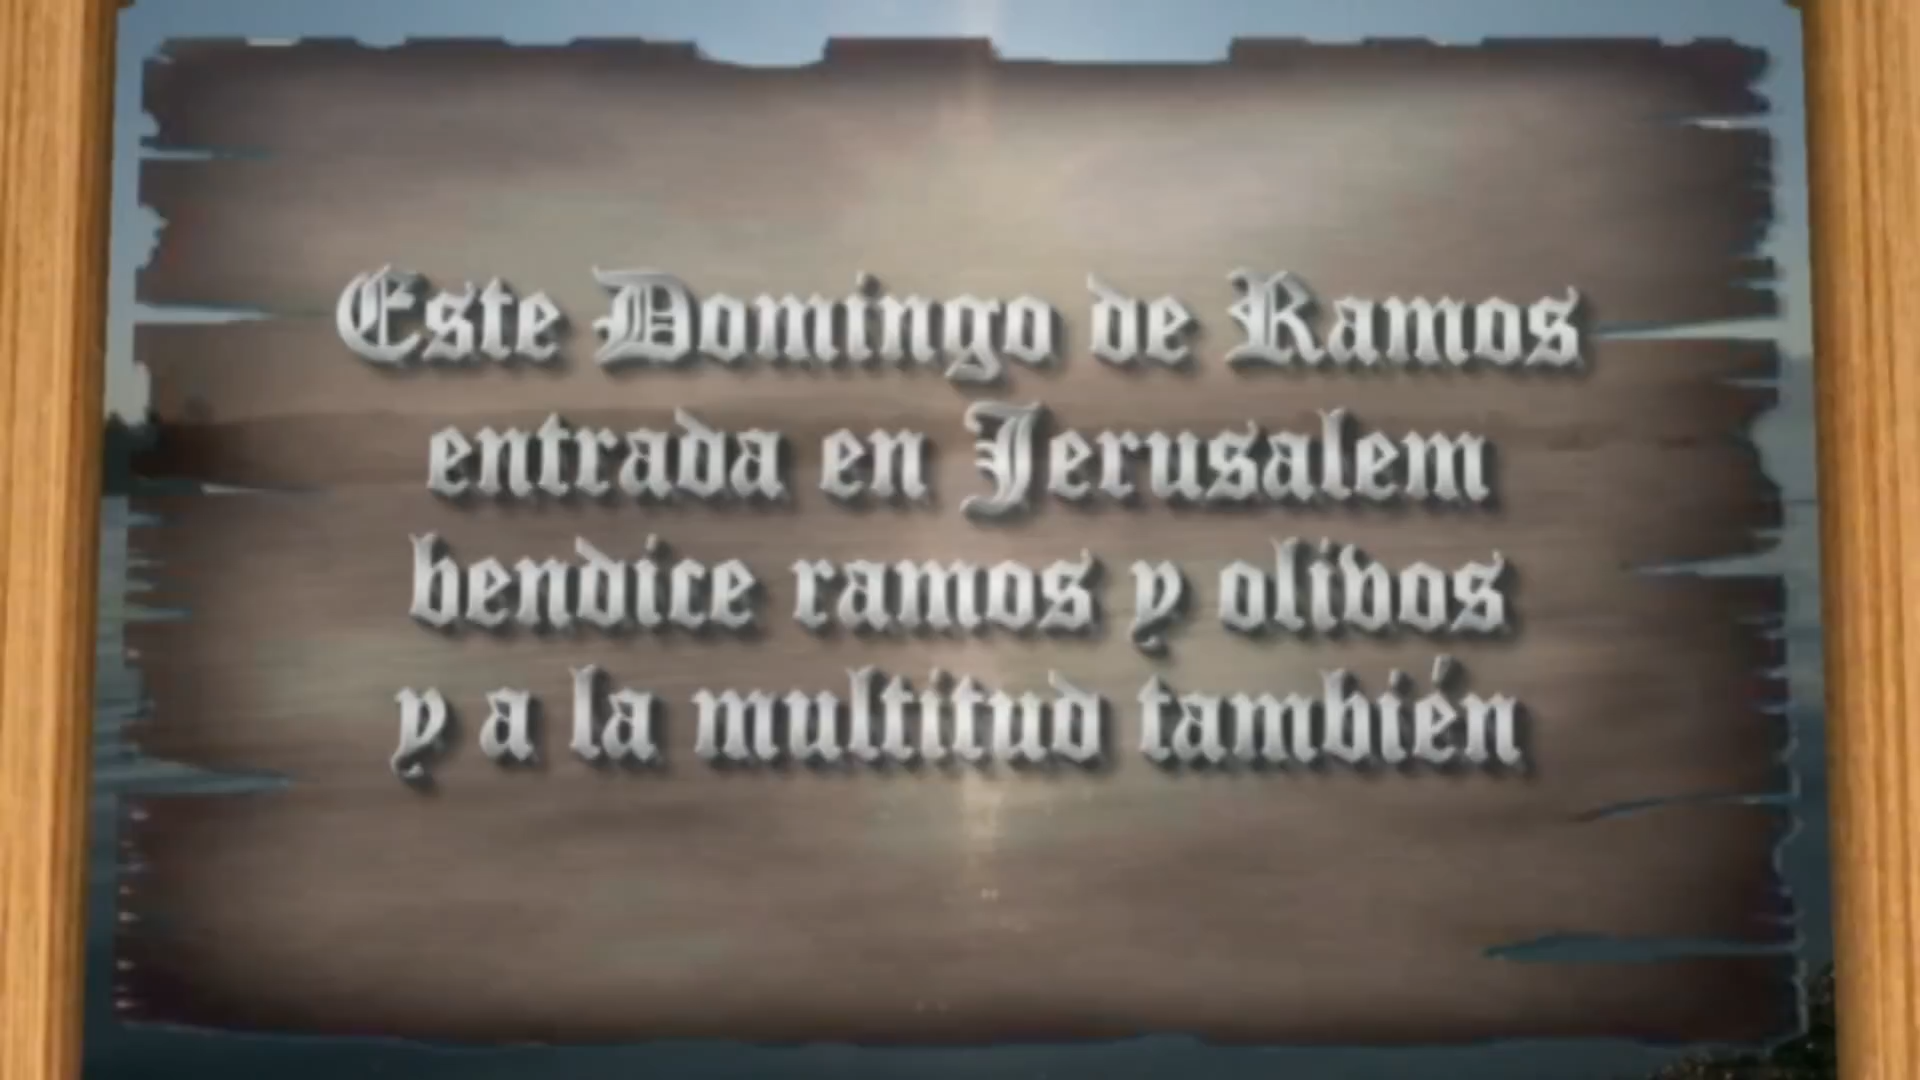 Este Domingo de Ramos
entrada en Jerusalem
bendice ramos y olivos
y a la multitud también